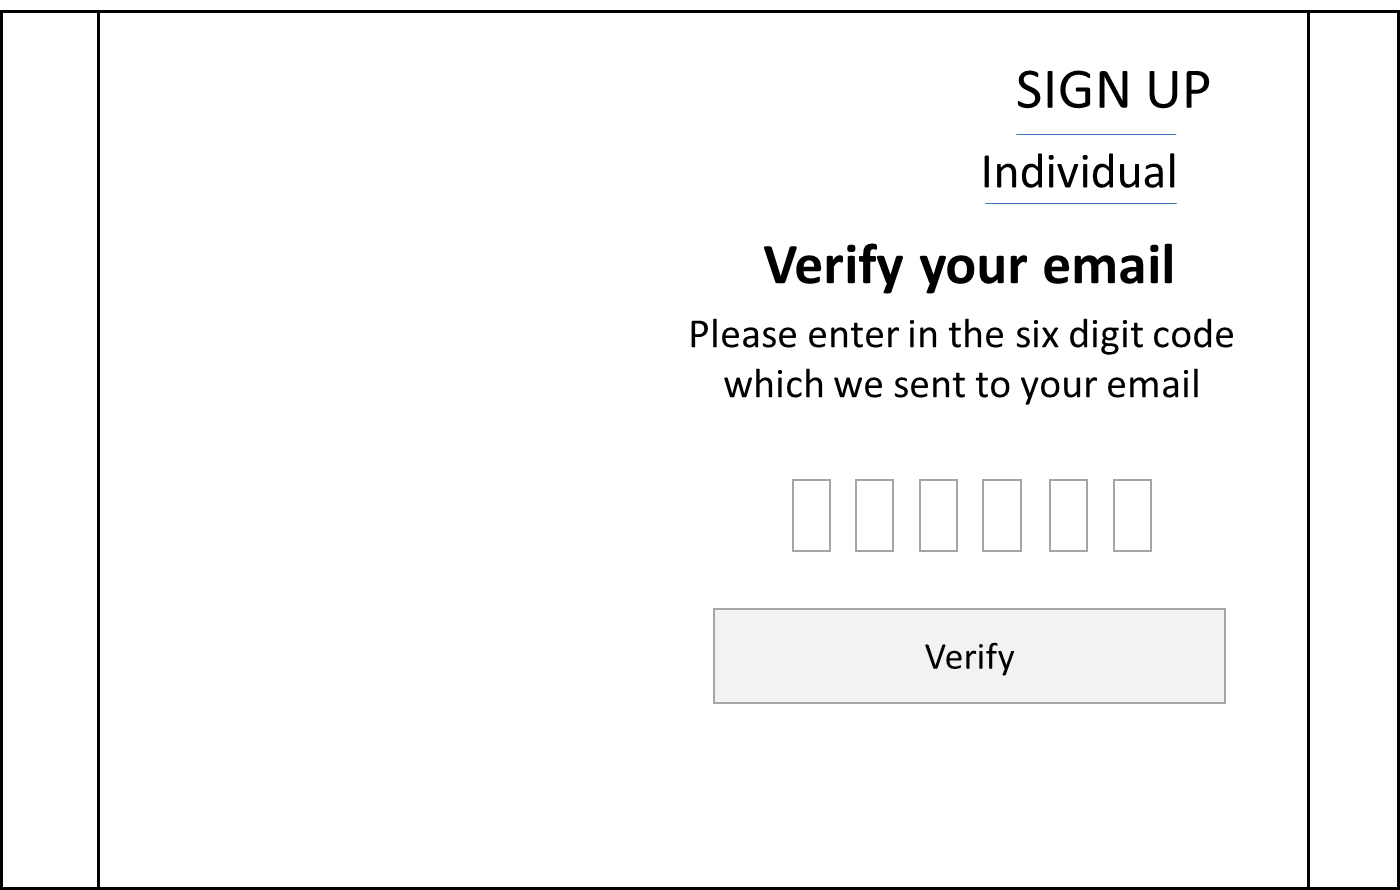 SIGN UP
Individual
Verify your email
Please enter in the six digit code
which we sent to your email
Verify